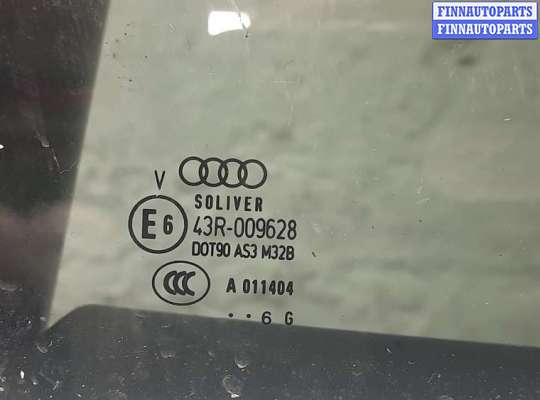 FINNAUTOPARTS
FINNAUTOPARTS
V
SOLIVER
E6 43R-009628
DOT90 AS3 M32B
CCC A 011404
. . 6 G